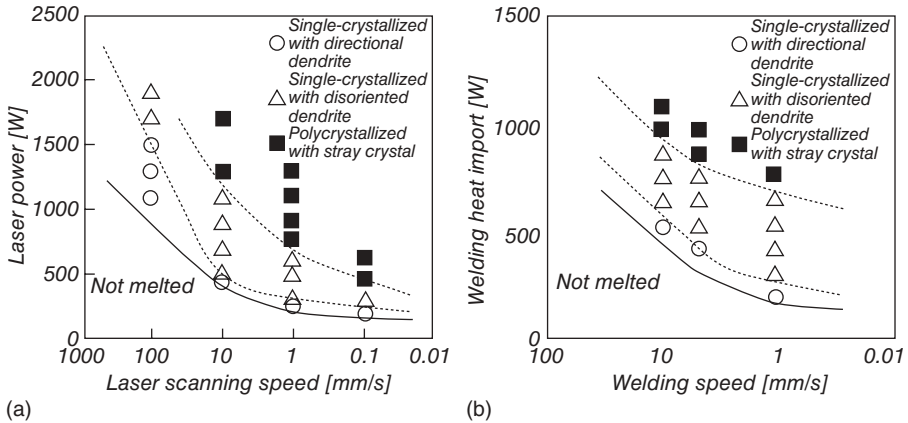 2500
2000
1500
1000
500
0
Laser power [W]
1000
100
10
1
0.1
0.01
Laser scanning speed [mm/s]
Single-crystallized
with directional
dendrite
Single-crystallized
with disoriented
dendrite
Polycrystallized
with stray crystal
Not melted
(a)
1500
1000
500
0
Welding heat import [W]
100
10
1
0.01
Welding speed [mm/s]
Single-crystallized
with directional
dendrite
Single-crystallized
with disoriented
dendrite
Polycrystallized
with stray crystal
Not melted
(b)